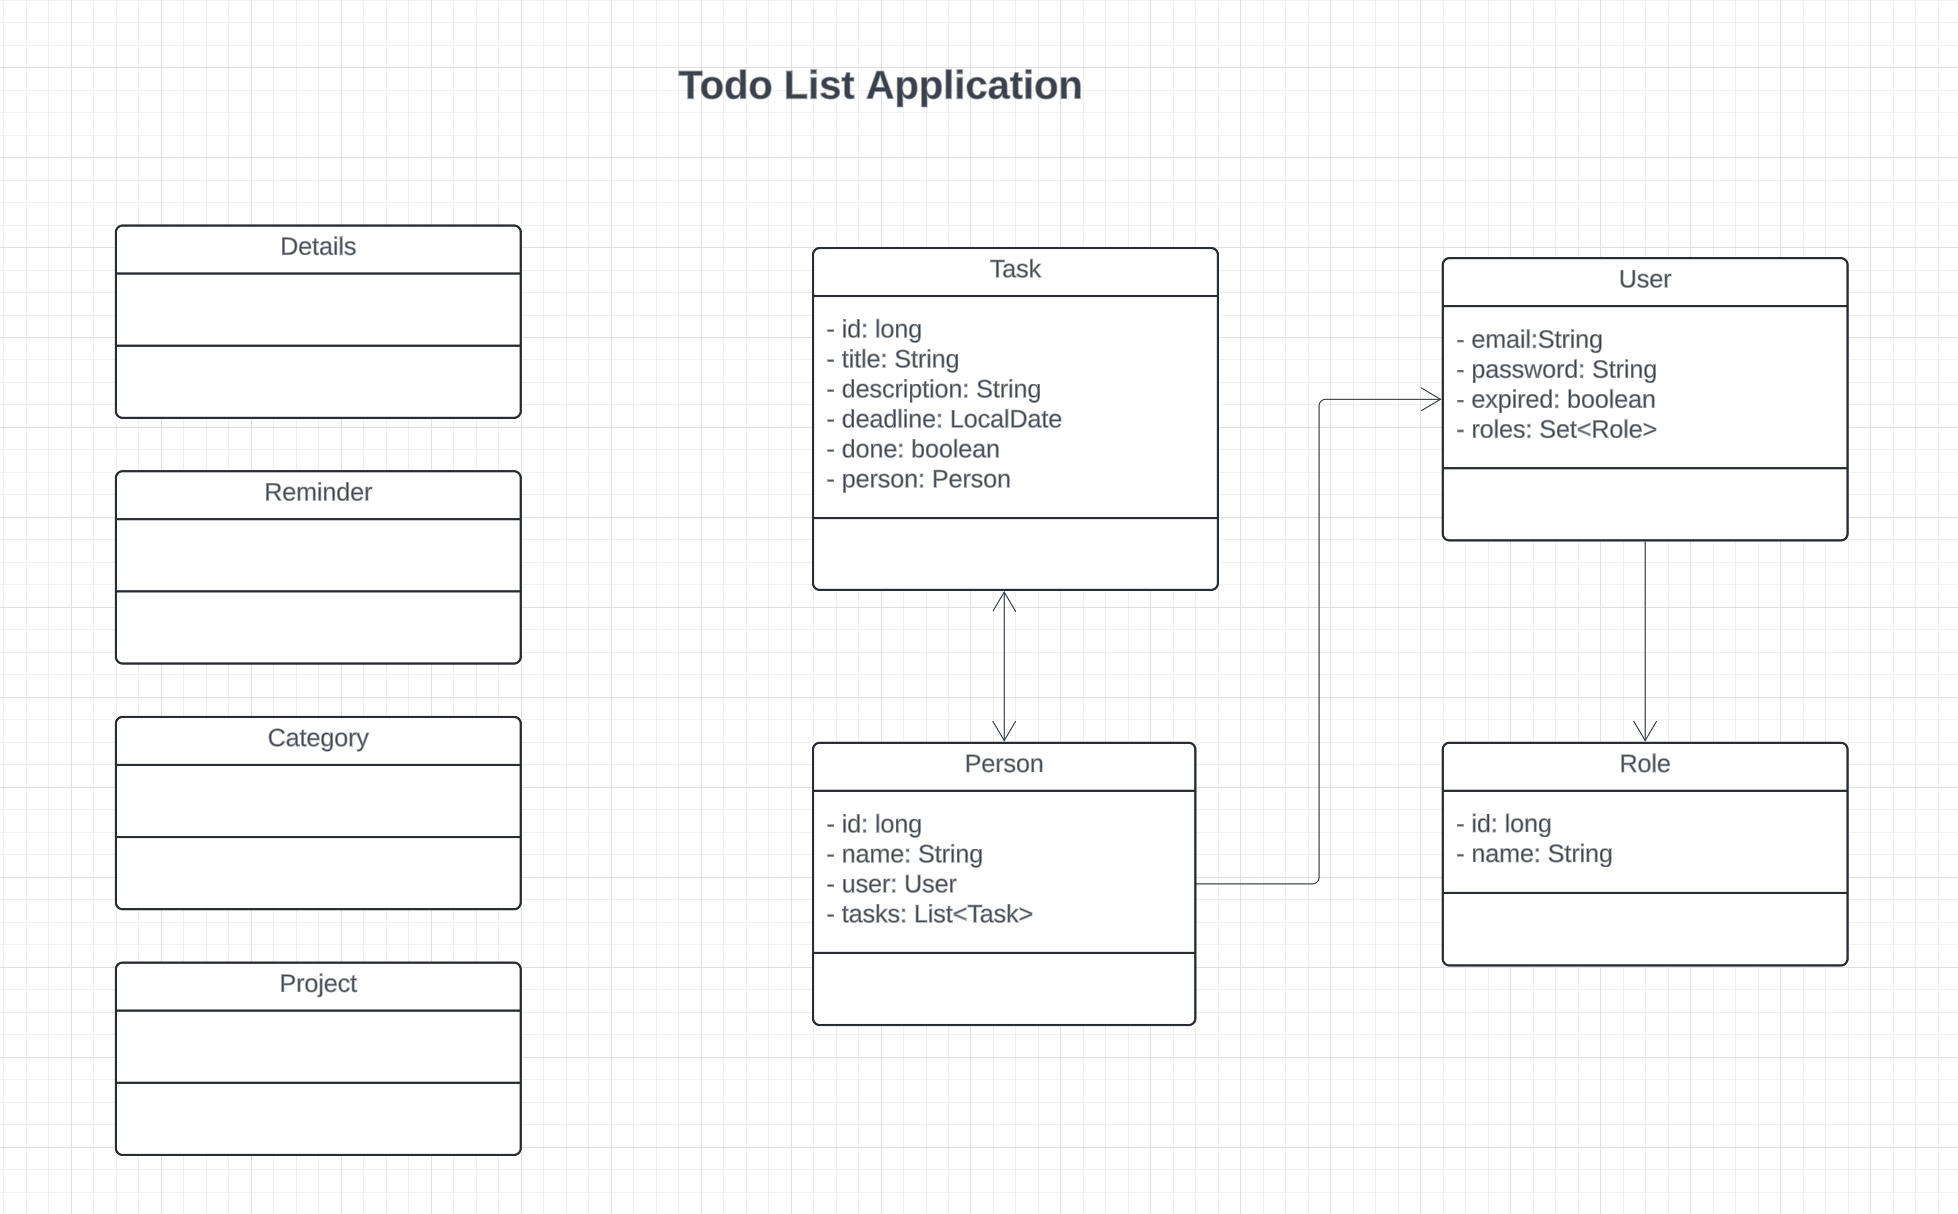 Todo List Application
Details
Reminder
Category
Project
Task
- id: long
- title: String
- description: String
- deadline: LocalDate
- done: boolean
- person: Person
Person
- id: long
- name: String
- user: User
- tasks: List<Task>
User
- email:String
- password: String
- expired: boolean
- roles: Set<Role>
Role
- id: long
- name: String